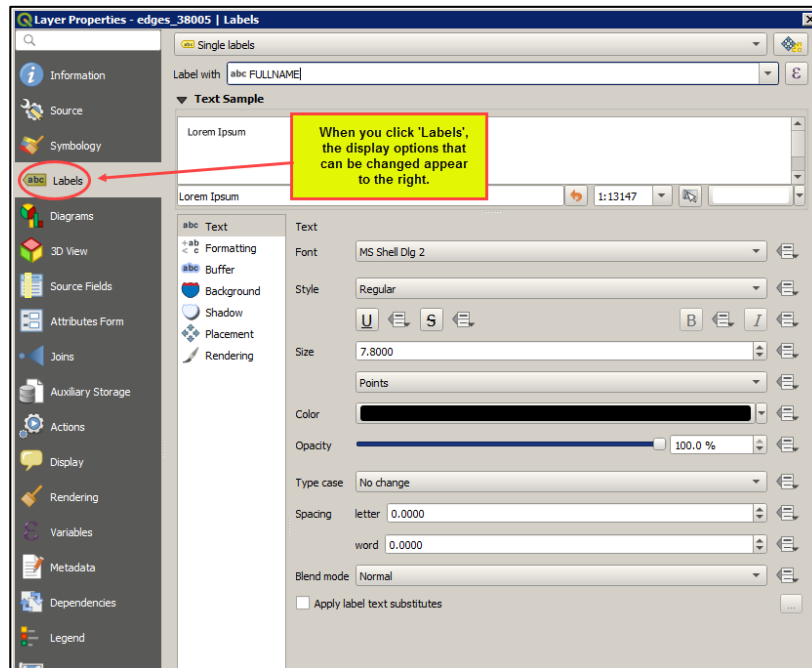 Layer Properties - edges_38005 | Labels
Information
Source
Symbology
abc Labels
Diagrams
3D View
Source Fields
Attributes Form
Joins
Auxiliary Storage
Actions
Display
Rendering
Variables
Metadata
Dependencies
Legend
abc Single labels
Label with abc FULLNAME ε
Text Sample
Lorem Ipsum
When you click 'Labels',
the display options that
can be changed appear
to the right.
Lorem Ipsum 1:13147
abc Text
+ab < c Formatting
abc Buffer
Background
Shadow
Placement
Rendering
Text
Font MS Shell Dlg 2
Style Regular
U S B I
Size 7.8000
Points
Color
Opacity 100.0 %
Type case No change
Spacing letter 0.0000
word 0.0000
Blend mode Normal
Apply label text substitutes ...